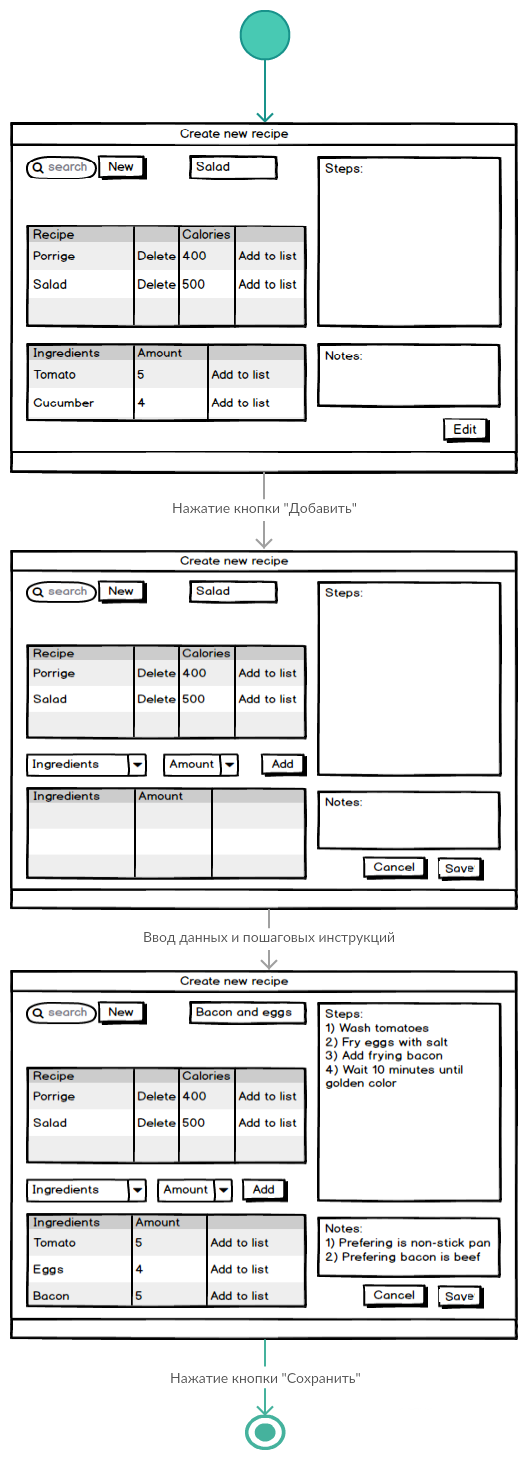 Create new recipe
search New Salad
Steps:
Recipe Calories
Porrige Delete 400 Add to list
Salad Delete 500 Add to list
Ingredients Amount
Tomato 5 Add to list
Cucumber 4 Add to list
Notes:
Edit
Нажатие кнопки "Добавить"
Create new recipe
search New Salad
Steps:
Recipe Calories
Porrige Delete 400 Add to list
Salad Delete 500 Add to list
Ingredients Amount Add
Ingredients Amount
Notes:
Cancel Save
Ввод данных и пошаговых инструкций
Create new recipe
search New Bacon and eggs
Steps:
1) Wash tomatoes
2) Fry eggs with salt
3) Add frying bacon
4) Wait 10 minutes until
golden color
Recipe Calories
Porrige Delete 400 Add to list
Salad Delete 500 Add to list
Ingredients Amount Add
Ingredients Amount
Tomato 5 Add to list
Eggs 4 Add to list
Bacon 5 Add to list
Notes:
1) Prefering is non-stick pan
2) Prefering bacon is beef
Cancel Save
Нажатие кнопки "Сохранить"